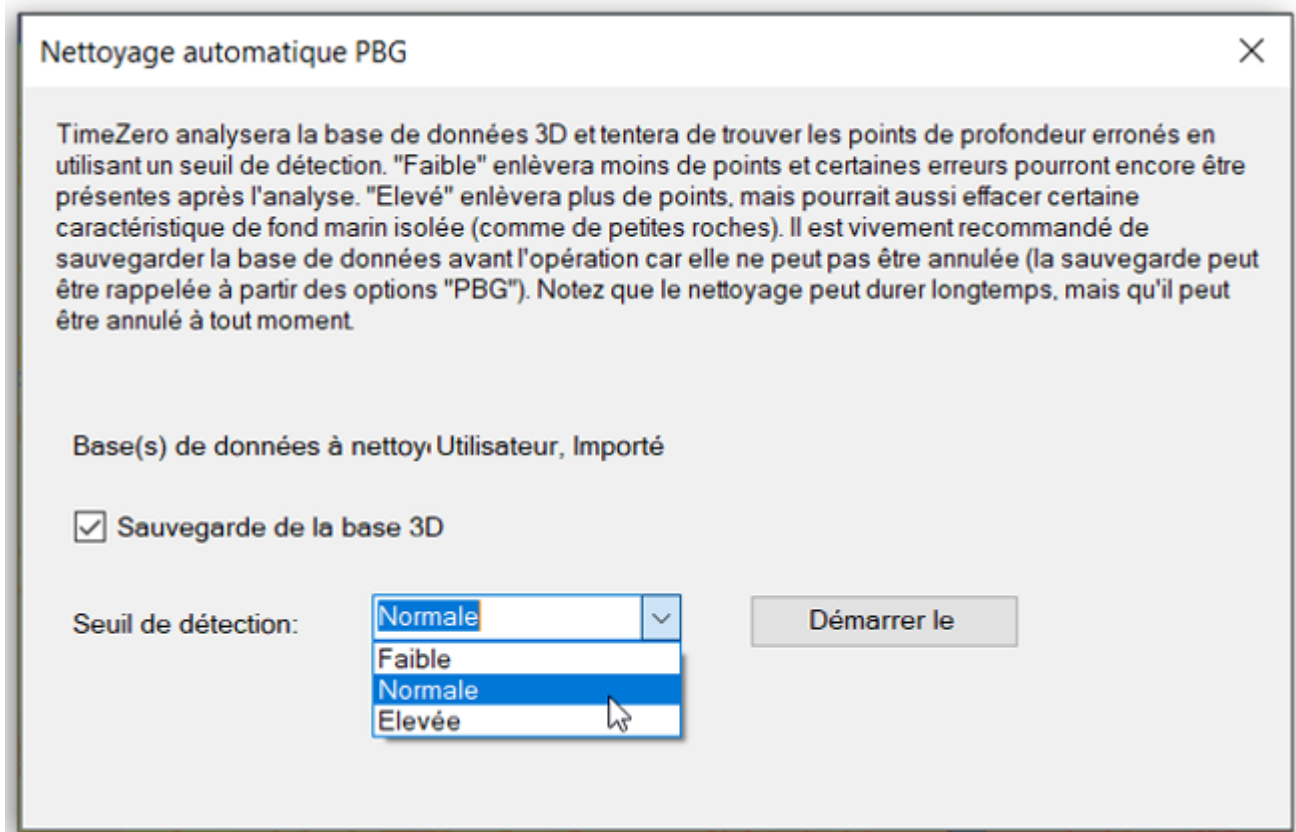 Nettoyage automatique PBG
TimeZero analysera la base de données 3D et tentera de trouver les points de profondeur erronés en
utilisant un seuil de détection. "Faible" enlèvera moins de points et certaines erreurs pourront encore être
présentes après l'analyse. "Elevé" enlèvera plus de points, mais pourrait aussi effacer certaine
caractéristique de fond marin isolée (comme de petites roches). Il est vivement recommandé de
sauvegarder la base de données avant l'opération car elle ne peut pas être annulée (la sauvegarde peut
être rappelée à partir des options "PBG"). Notez que le nettoyage peut durer longtemps, mais qu'il peut
être annulé à tout moment.
Base(s) de données à nettoy Utilisateur, Importé
Sauvegarde de la base 3D
Seuil de détection: Normale Démarrer le
Faible
Normale
Elevée